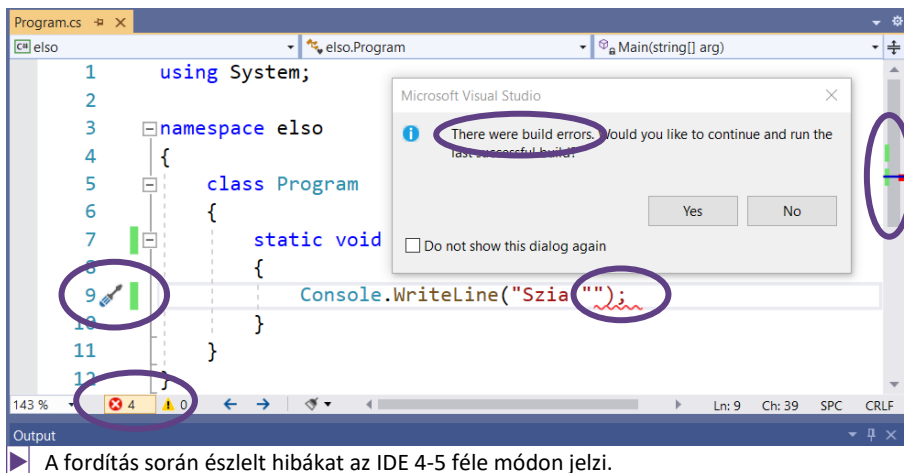 Program.cs
C# elso elso.Program Main(string[] arg)
1 using System;
2
Microsoft Visual Studio
3 namespace elso
There were build errors. Would you like to continue and run the
last successful build?
4 {
5 class Program
6 {
Yes No
7 static void
Do not show this dialog again
8 {
9 Console.WriteLine("Szia "");
10 }
11 }
12 }
143 % 4 0 Ln: 9 Ch: 39 SPC CRLF
Output
A fordítás során észlelt hibákat az IDE 4-5 féle módon jelzi.